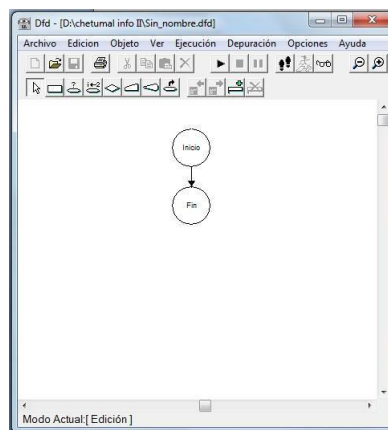 Dfd - [D:\chetumal info II\Sin_nombre.dfd]
Archivo Edicion Objeto Ver Ejecución Depuración Opciones Ayuda
Inicio
Fin
Modo Actual:[ Edición ]